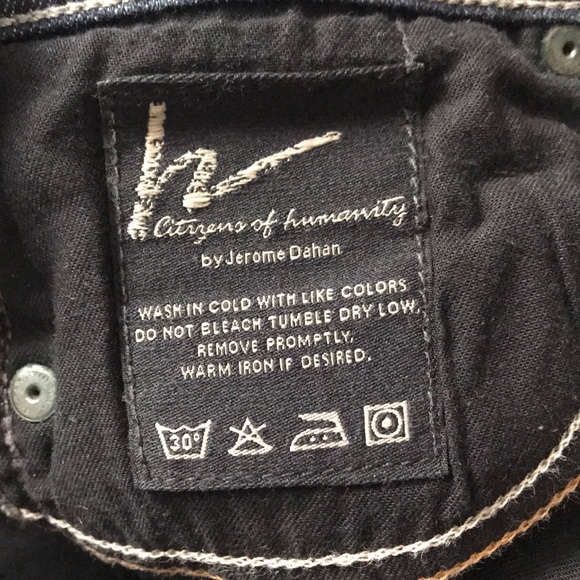 h
Citizens of humanity
by Jerome Dahan
WASH IN COLD WITH LIKE COLORS
DO NOT BLEACH TUMBLE DRY LOW,
REMOVE PROMPTLY,
WARM IRON IF DESIRED.
30°